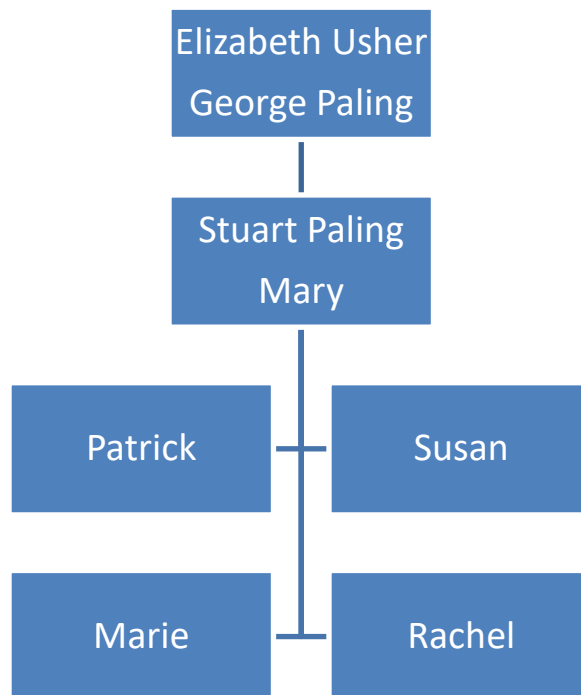 Elizabeth Usher
George Paling
Stuart Paling
Mary
Patrick
Susan
Marie
Rachel